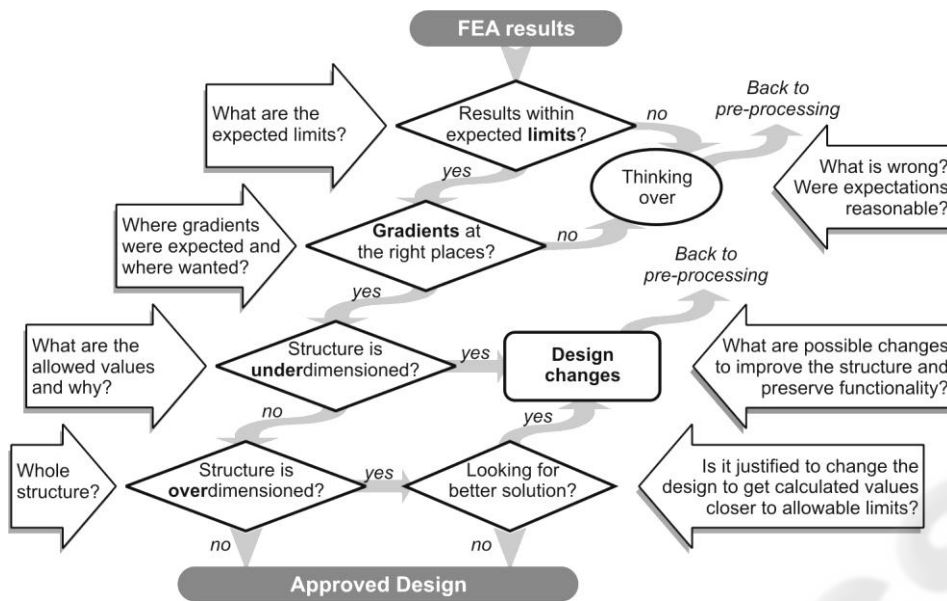 FEA results
What are the
expected limits?
Results within
expected limits?
no
Back to
pre-processing
yes
Thinking
over
What is wrong?
Were expectations
reasonable?
Where gradients
were expected and
where wanted?
Gradients at
the right places?
no
Back to
pre-processing
yes
What are the
allowed values
and why?
Structure is
underdimensioned?
yes
Design
changes
What are possible changes
to improve the structure and
preserve functionality?
no
yes
Whole
structure?
Structure is
overdimensioned?
yes
Looking for
better solution?
Is it justified to change the
design to get calculated values
closer to allowable limits?
no
no
Approved Design